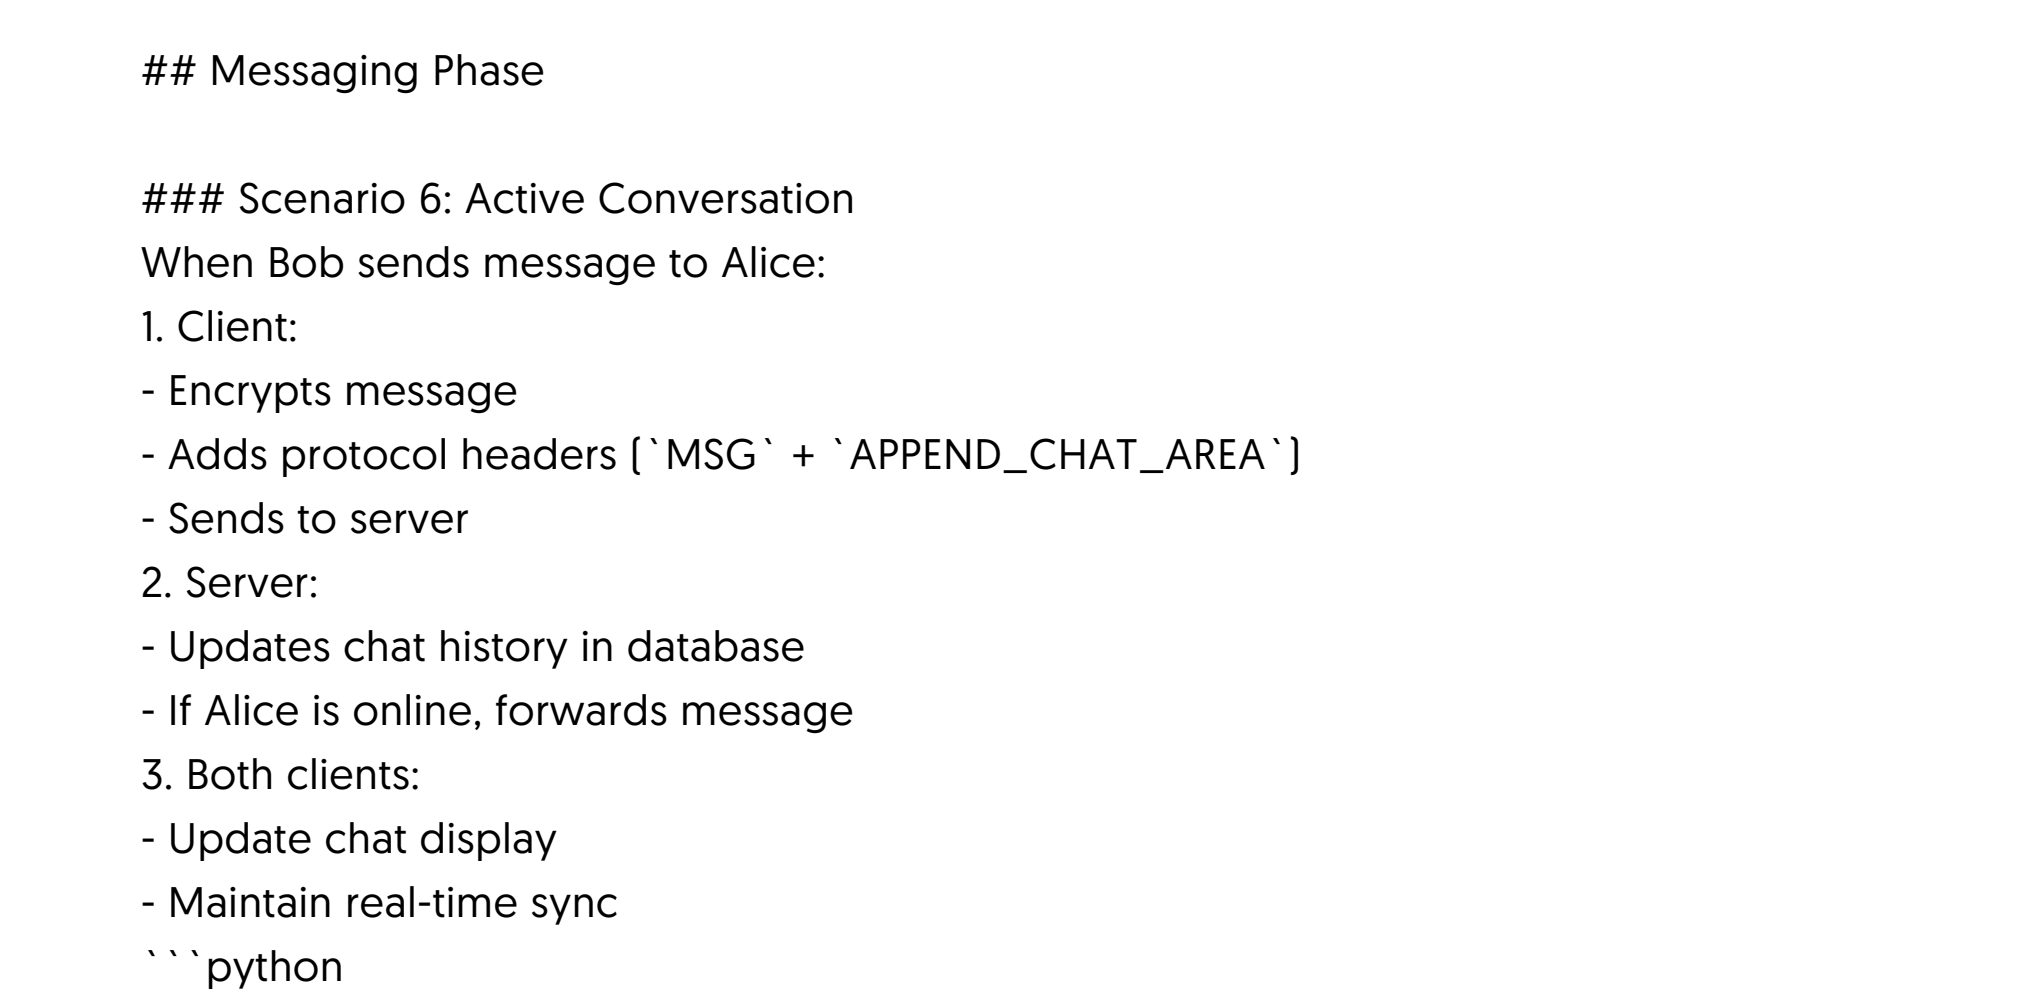 ## Messaging Phase
### Scenario 6: Active Conversation
When Bob sends message to Alice:
1. Client:
- Encrypts message
- Adds protocol headers (`MSG` + `APPEND_CHAT_AREA`)
- Sends to server
2. Server:
- Updates chat history in database
- If Alice is online, forwards message
3. Both clients:
- Update chat display
- Maintain real-time sync
```python